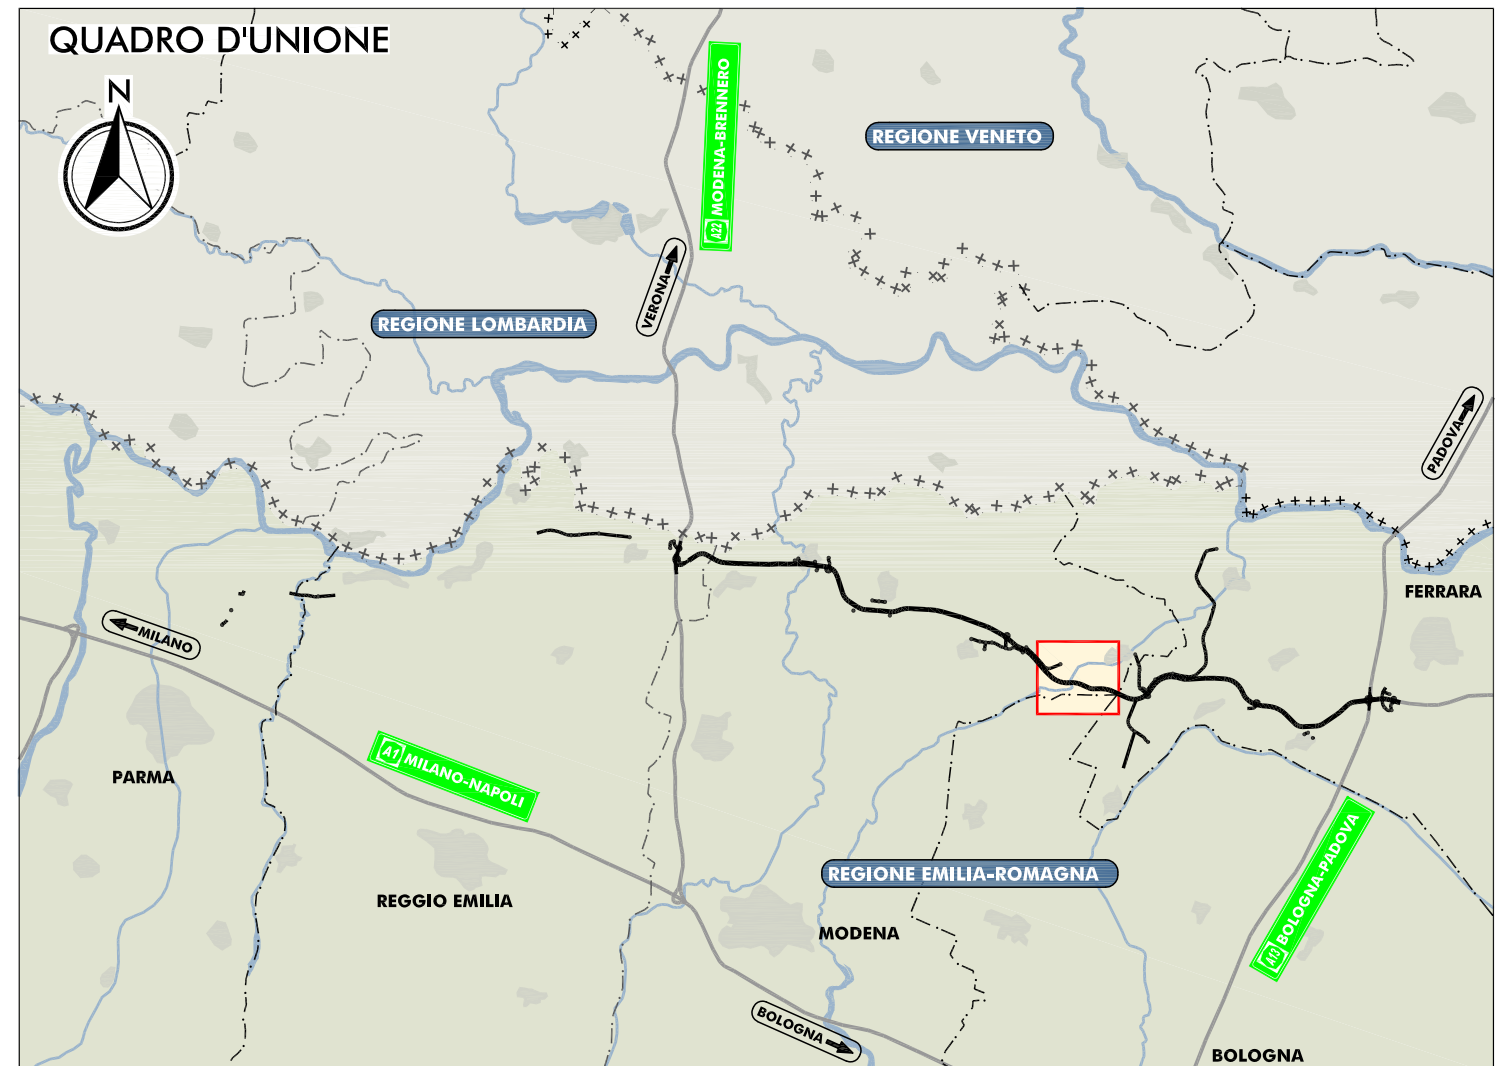 QUADRO D'UNIONE
N
A22 MODENA-BRENNERO
REGIONE VENETO
VERONA
REGIONE LOMBARDIA
PADOVA
FERRARA
MILANO
PARMA
A1 MILANO-NAPOLI
REGGIO EMILIA
REGIONE EMILIA-ROMAGNA
MODENA
A13 BOLOGNA-PADOVA
BOLOGNA
BOLOGNA